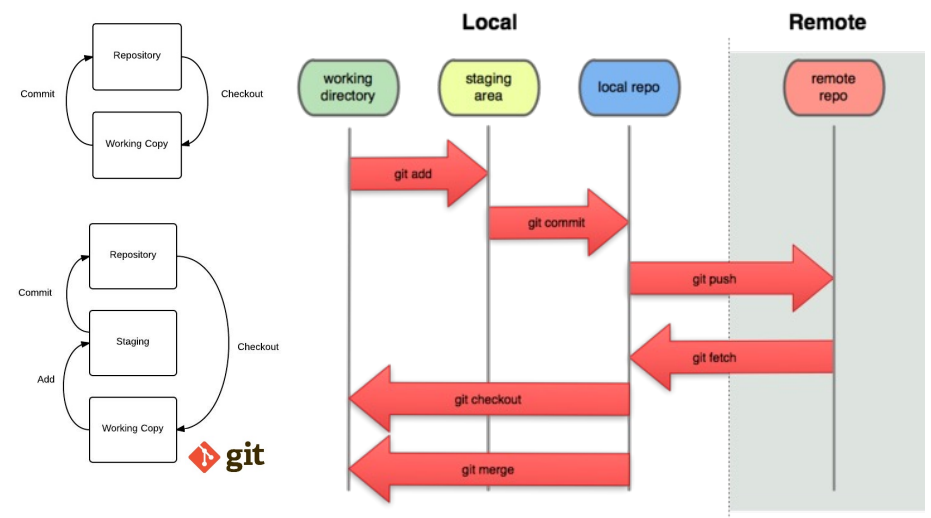 Repository
Commit
Checkout
Working Copy
Repository
Commit
Staging
Checkout
Add
Working Copy
git
Local
Remote
working
directory
staging
area
local repo
remote
repo
git add
git commit
git push
git fetch
git checkout
git merge